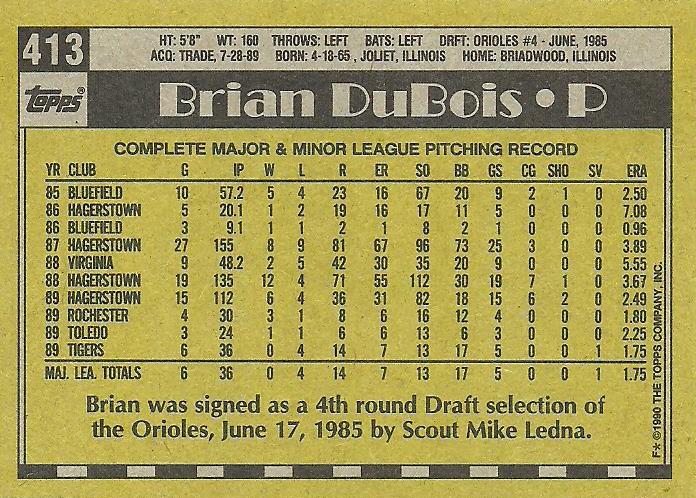 413
HT: 5'8" WT: 160 THROWS: LEFT BATS: LEFT DRFT: ORIOLES #4 - JUNE, 1985
ACQ: TRADE, 7-28-89 BORN: 4-18-65, JOLIET, ILLINOIS HOME: BRIADWOOD, ILLINOIS
Topps®
Brian DuBois • P
COMPLETE MAJOR & MINOR LEAGUE PITCHING RECORD
YR CLUB G IP W L R ER SO BB GS CG SHO SV ERA
85 BLUEFIELD 10 57.2 5 4 23 16 67 20 9 2 1 0 2.50
86 HAGERSTOWN 5 20.1 1 2 19 16 17 11 5 0 0 0 7.08
86 BLUEFIELD 3 9.1 1 1 2 1 8 2 1 0 0 0 0.96
87 HAGERSTOWN 27 155 8 9 81 67 96 73 25 3 0 0 3.89
88 VIRGINIA 9 48.2 2 5 42 30 35 20 9 0 0 0 5.55
88 HAGERSTOWN 19 135 12 4 71 55 112 30 19 7 1 0 3.67
89 HAGERSTOWN 15 112 6 4 36 31 82 18 15 6 2 0 2.49
89 ROCHESTER 4 30 3 1 8 6 16 12 4 0 0 0 1.80
89 TOLEDO 3 24 1 1 6 6 13 6 3 0 0 0 2.25
89 TIGERS 6 36 0 4 14 7 13 17 5 0 0 1 1.75
MAJ. LEA. TOTALS 6 36 0 4 14 7 13 17 5 0 0 1 1.75
Brian was signed as a 4th round Draft selection of
the Orioles, June 17, 1985 by Scout Mike Ledna.
F* ©1990 THE TOPPS COMPANY, INC.